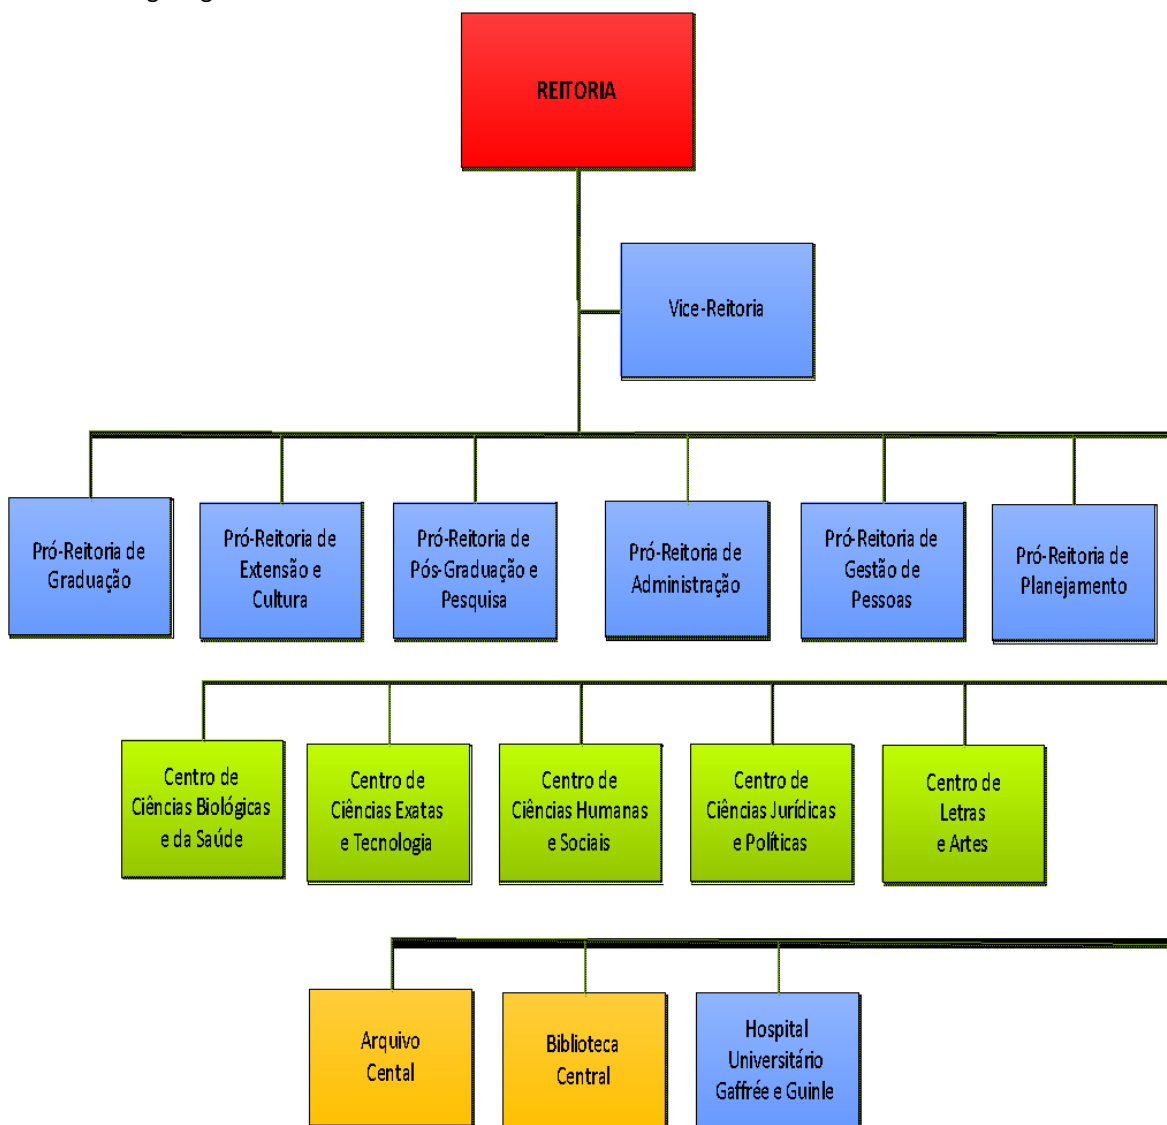 REITORIA
Vice-Reitoria
Pró-Reitoria de
Graduação
Pró-Reitoria de
Extensão e
Cultura
Pró-Reitoria de
Pós-Graduação e
Pesquisa
Pró-Reitoria de
Administração
Pró-Reitoria de
Gestão de
Pessoas
Pró-Reitoria de
Planejamento
Centro de
Ciências Biológicas
e da Saúde
Centro de
Ciências Exatas
e Tecnologia
Centro de
Ciências Humanas
e Sociais
Centro de
Ciências Jurídicas
e Políticas
Centro de
Letras
e Artes
Arquivo
Cental
Biblioteca
Central
Hospital
Universitário
Gaffrée e Guinle